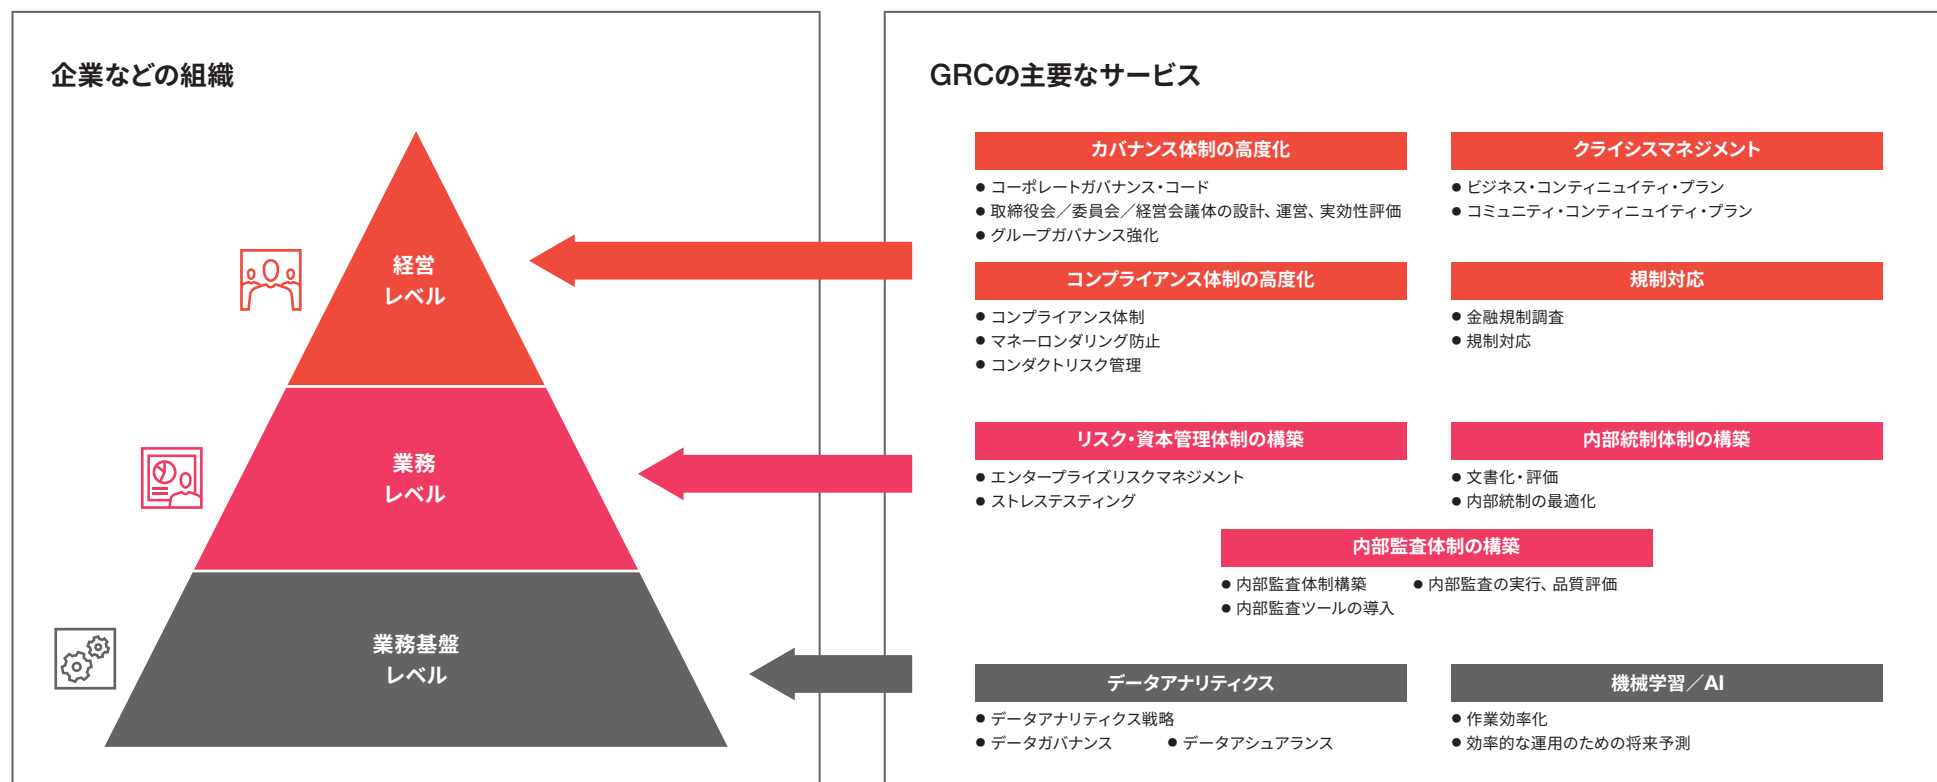 企業などの組織
経営
レベル
業務
レベル
業務基盤
レベル
GRCの主要なサービス
カバナンス体制の高度化
● コーポレートガバナンス・コード
● 取締役会／委員会／経営会議体の設計、運営、実効性評価
● グループガバナンス強化
クライシスマネジメント
● ビジネス・コンティニュイティ・プラン
● コミュニティ・コンティニュイティ・プラン
コンプライアンス体制の高度化
● コンプライアンス体制
● マネーロンダリング防止
● コンダクトリスク管理
規制対応
● 金融規制調査
● 規制対応
リスク・資本管理体制の構築
● エンタープライズリスクマネジメント
● ストレステスティング
内部統制体制の構築
● 文書化・評価
● 内部統制の最適化
内部監査体制の構築
● 内部監査体制構築 ● 内部監査の実行、品質評価
● 内部監査ツールの導入
データアナリティクス
● データアナリティクス戦略
● データガバナンス ● データアシュアランス
機械学習／AI
● 作業効率化
● 効率的な運用のための将来予測